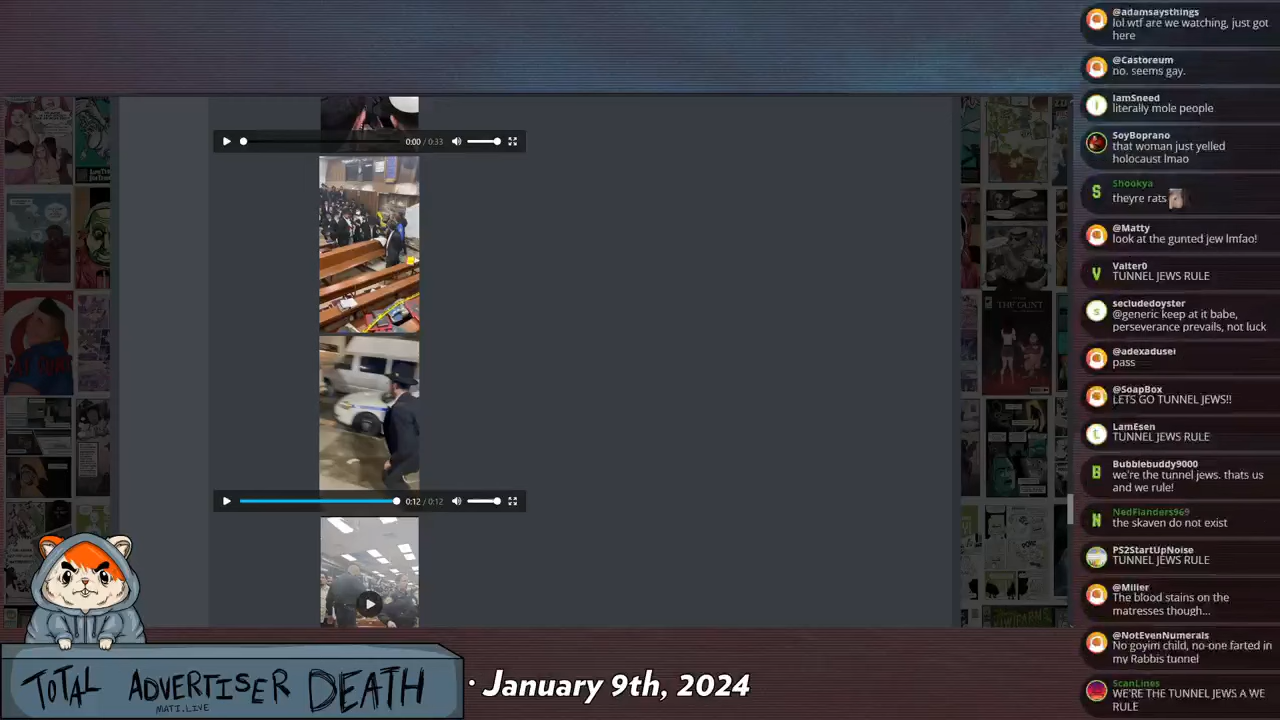 @adamsaysthings
lol wtf are we watching, just got
here
@Castoreum
no. seems gay.
IamSneed
literally mole people
SoyBoprano
that woman just yelled
holocaust lmao
Shookya
theyre rats
@Matty
look at the gunted jew lmfao!
Valter0
TUNNEL JEWS RULE
secludedoyster
@generic keep at it babe,
perseverance prevails, not luck
@adexadusei
pass
@SoapBox
LETS GO TUNNEL JEWS!!
LamEsen
TUNNEL JEWS RULE
Bubblebuddy9000
we're the tunnel jews. thats us
and we rule!
NedFlanders969
the skaven do not exist
PS2StartUpNoise
TUNNEL JEWS RULE
@Milier
The blood stains on the
matresses though...
@NotEvenNumerals
No goyim child, no one farted in
my Rabbis tunnel
ScanLines
WE'RE THE TUNNEL JEWS A WE
RULE
0:00 / 0:33
0:12 / 0:12
THE GUNT
TOTAL ADVERTISER DEATH
MATI.LIVE
· January 9th, 2024